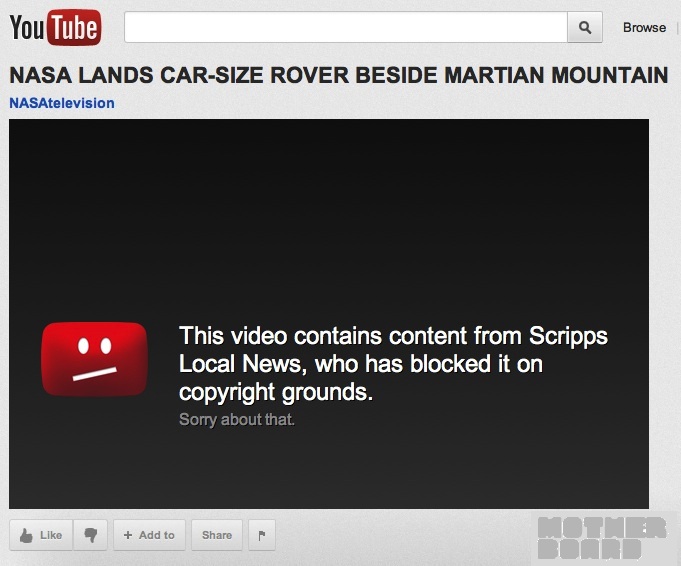 YouTube
Browse
NASA LANDS CAR-SIZE ROVER BESIDE MARTIAN MOUNTAIN
NASAtelevision
This video contains content from Scripps
Local News, who has blocked it on
copyright grounds.
Sorry about that.
Like
+ Add to
Share
MOTHER
BOARD